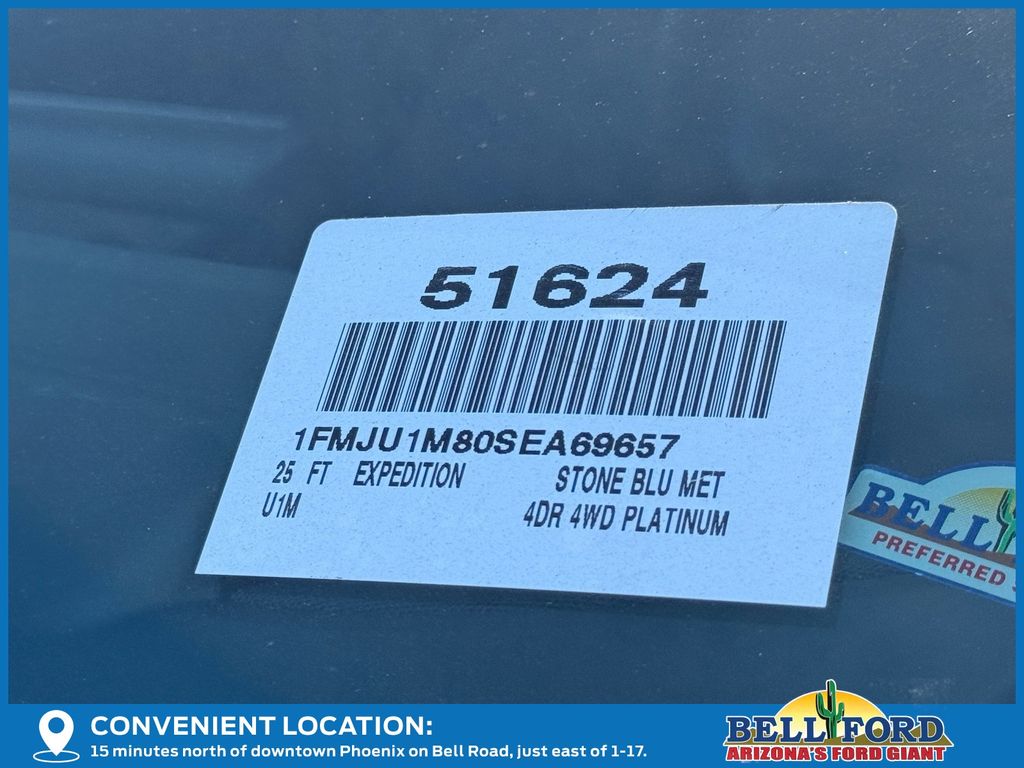 51624
1FMJU1M80SEA69657
25 FT EXPEDITION STONE BLU MET
U1M 4DR 4WD PLATINUM
BELL
PREFERRED
CONVENIENT LOCATION:
15 minutes north of downtown Phoenix on Bell Road, just east of 1-17.
BELL FORD
ARIZONA'S FORD GIANT